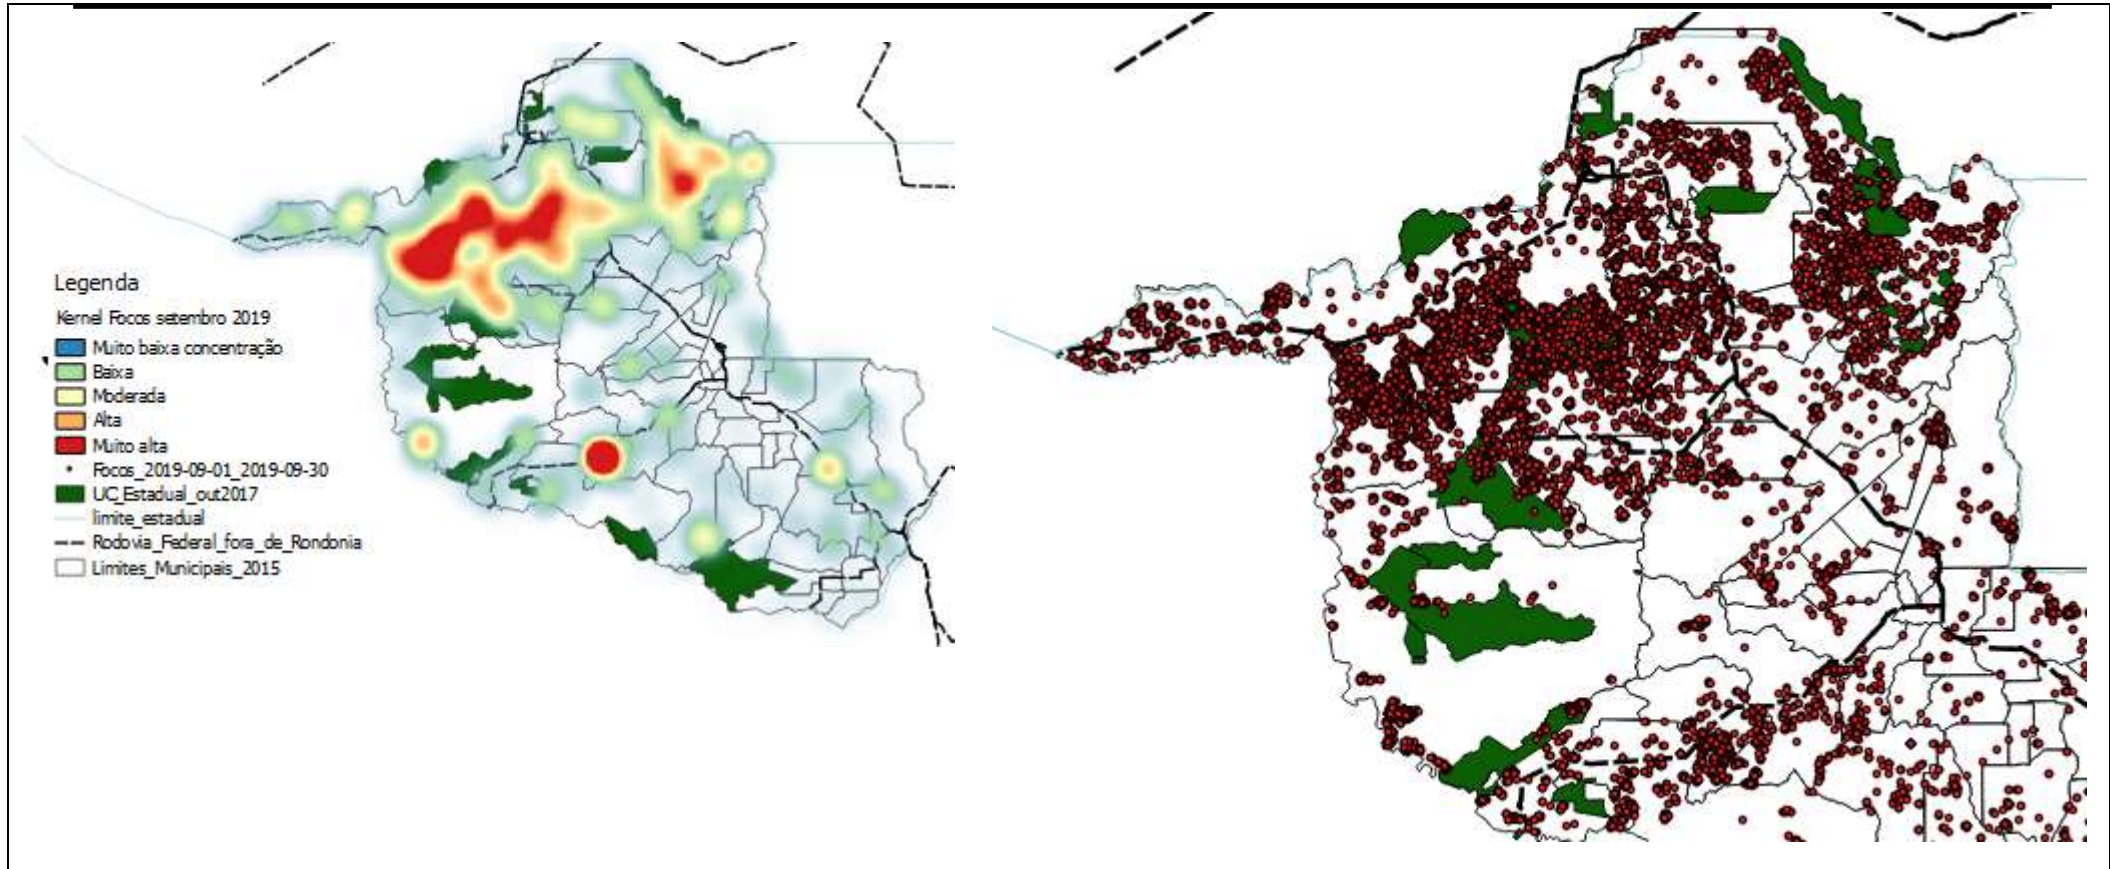 Legenda
Kernel Focos setembro 2019
Muito baixa concentração
Baixa
Moderada
Alta
Muito alta
Focos_2019-09-01_2019-09-30
UC_Estadual_out2017
limite_estadual
Rodovia_Federal_fora_de_Rondonia
Limites_Municipais_2015